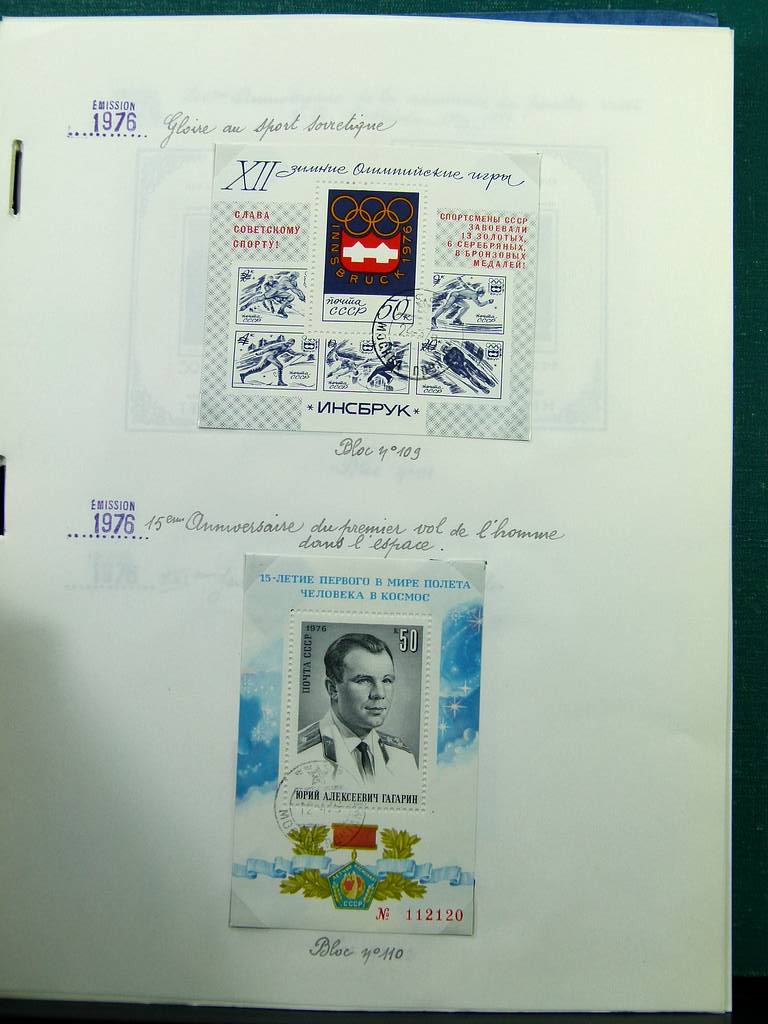 ÉMISSION
1976
Gloire au sport soviétique
XII зимние Олимпийские игры
СЛАВА
СОВЕТСКОМУ
СПОРТУ!
INNSBRUCK 1976
почта
СССР 50к
СПОРТСМЕНЫ СССР
ЗАВОЕВАЛИ
13 ЗОЛОТЫХ,
6 СЕРЕБРЯНЫХ,
8 БРОНЗОВЫХ
МЕДАЛЕЙ!
МОСКВА
* ИНСБРУК *
Bloc n° 109
ÉMISSION
1976
15eme Anniversaire du premier vol de l'homme
dans l'espace.
15-ЛЕТИЕ ПЕРВОГО В МИРЕ ПОЛЕТА
ЧЕЛОВЕКА В КОСМОС
1976
к 50
ПОЧТА СССР
ЮРИЙ АЛЕКСЕЕВИЧ ГАГАРИН
СССР
№ 112120
Bloc n° 110